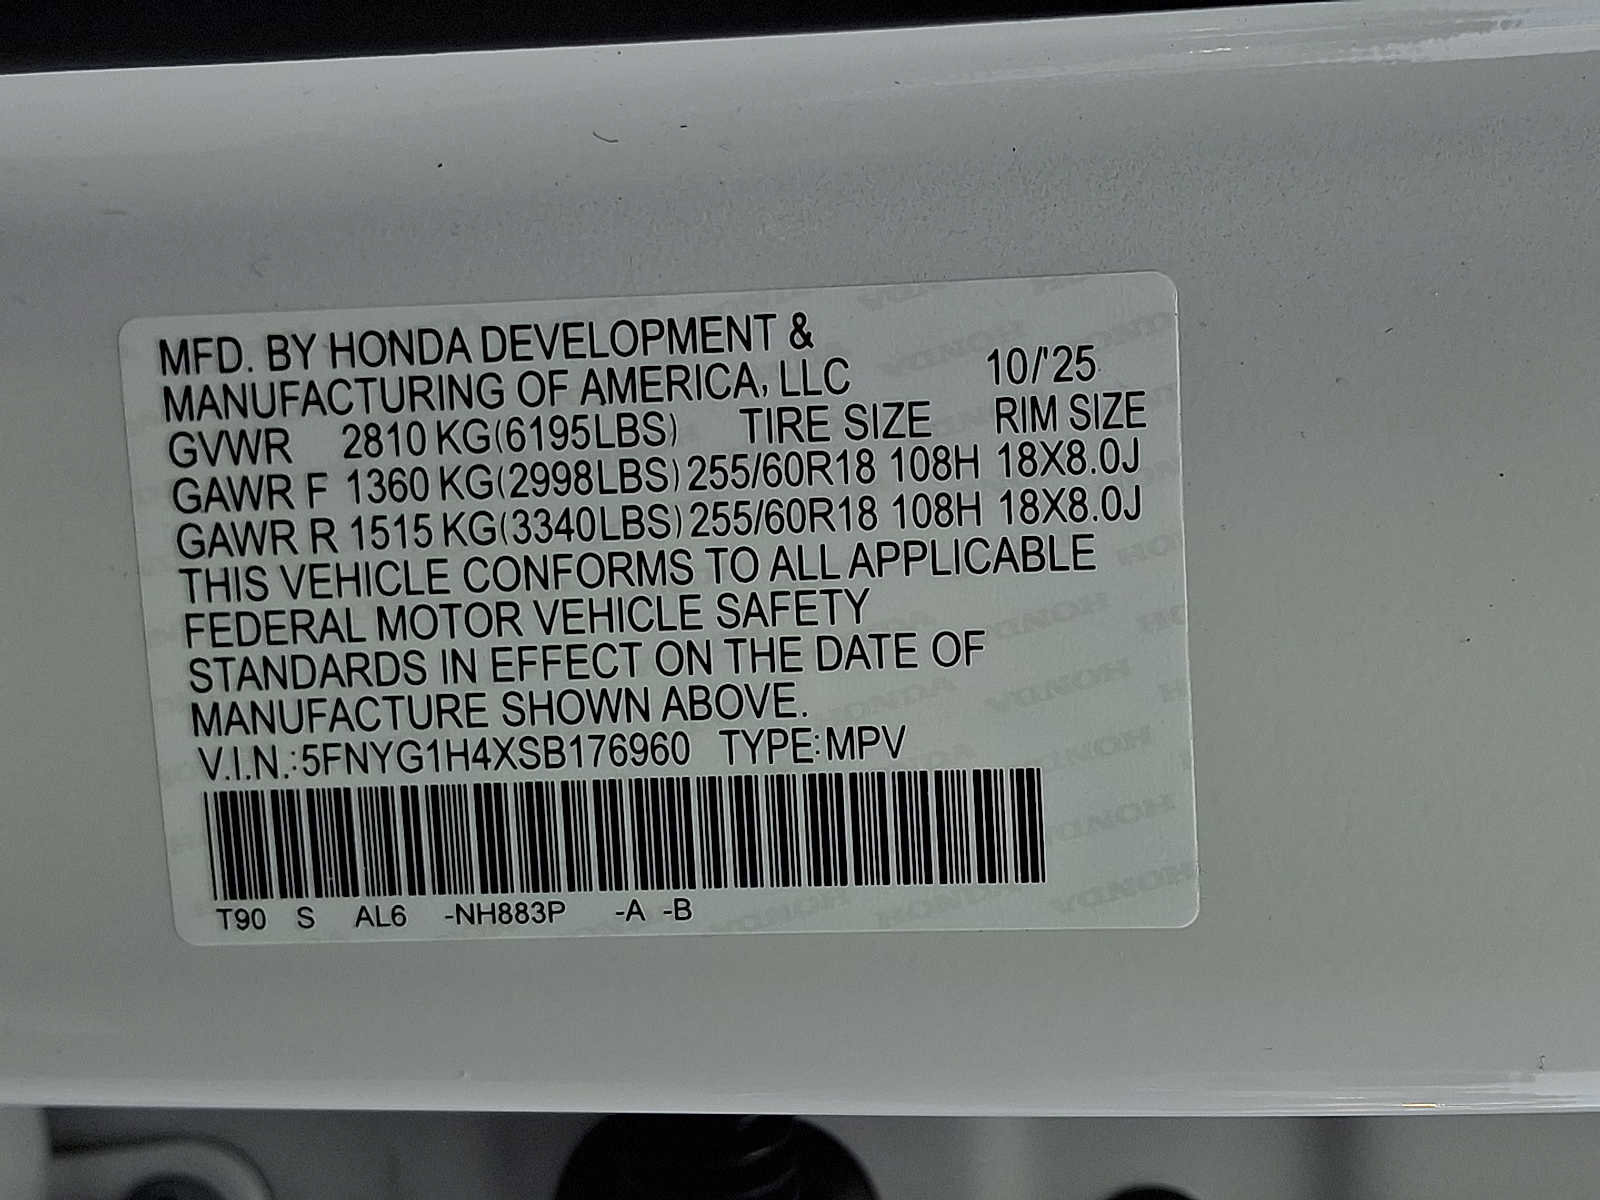 MFD. BY HONDA DEVELOPMENT &
MANUFACTURING OF AMERICA, LLC 10/'25
GVWR 2810 KG(6195LBS) TIRE SIZE RIM SIZE
GAWR F 1360 KG(2998LBS) 255/60R18 108H 18X8.0J
GAWR R 1515 KG(3340LBS) 255/60R18 108H 18X8.0J
THIS VEHICLE CONFORMS TO ALL APPLICABLE
FEDERAL MOTOR VEHICLE SAFETY
STANDARDS IN EFFECT ON THE DATE OF
MANUFACTURE SHOWN ABOVE.
V.I.N.:5FNYG1H4XSB176960 TYPE:MPV
T90 S AL6 -NH883P -A -B